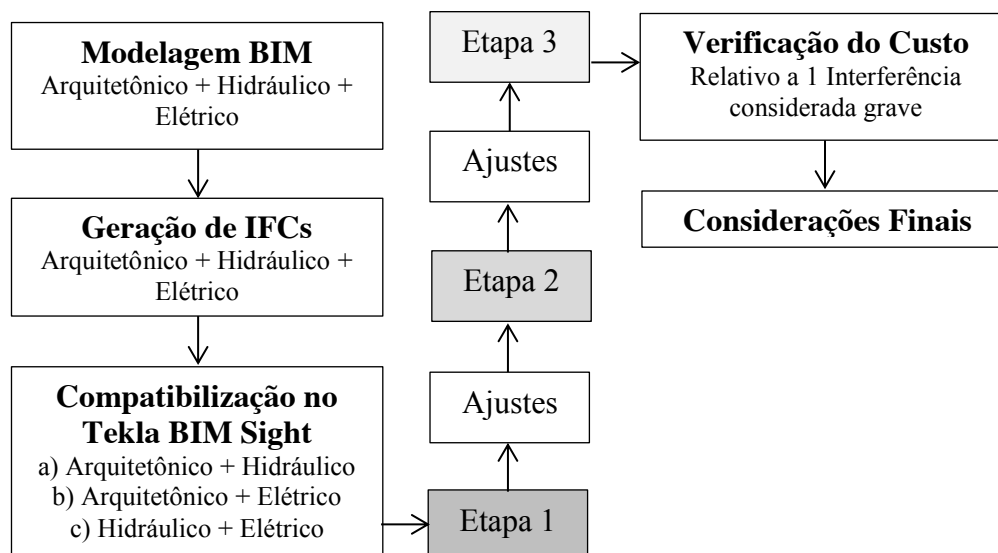 Modelagem BIM
Arquitetônico + Hidráulico +
Elétrico
Geração de IFCs
Arquitetônico + Hidráulico +
Elétrico
Compatibilização no
Tekla BIM Sight
a) Arquitetônico + Hidráulico
b) Arquitetônico + Elétrico
c) Hidráulico + Elétrico
Etapa 1
Ajustes
Etapa 2
Ajustes
Etapa 3
Verificação do Custo
Relativo a 1 Interferência
considerada grave
Considerações Finais